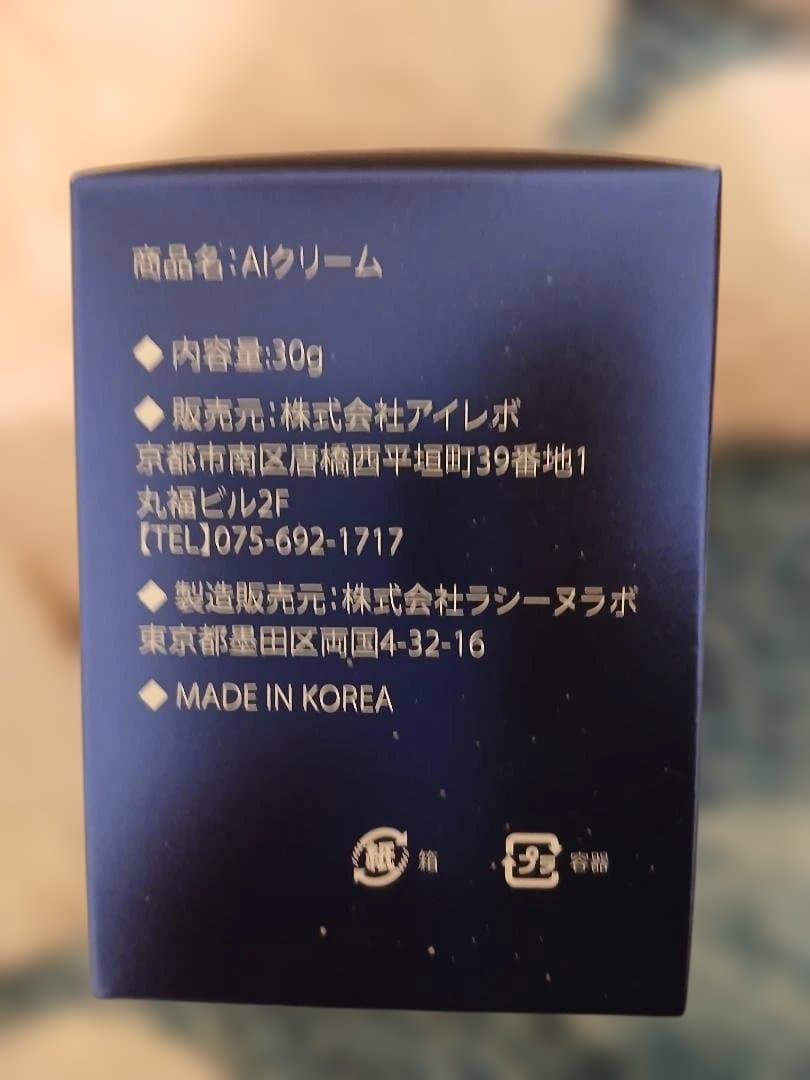 商品名:AIクリーム
◆ 内容量:30g
◆ 販売元:株式会社アイレボ
京都市南区唐橋西平垣町39番地1
丸福ビル2F
【TEL】075-692-1717
◆ 製造販売元:株式会社ラシーヌラボ
東京都墨田区両国4-32-16
◆ MADE IN KOREA
紙 箱 プラ 容器